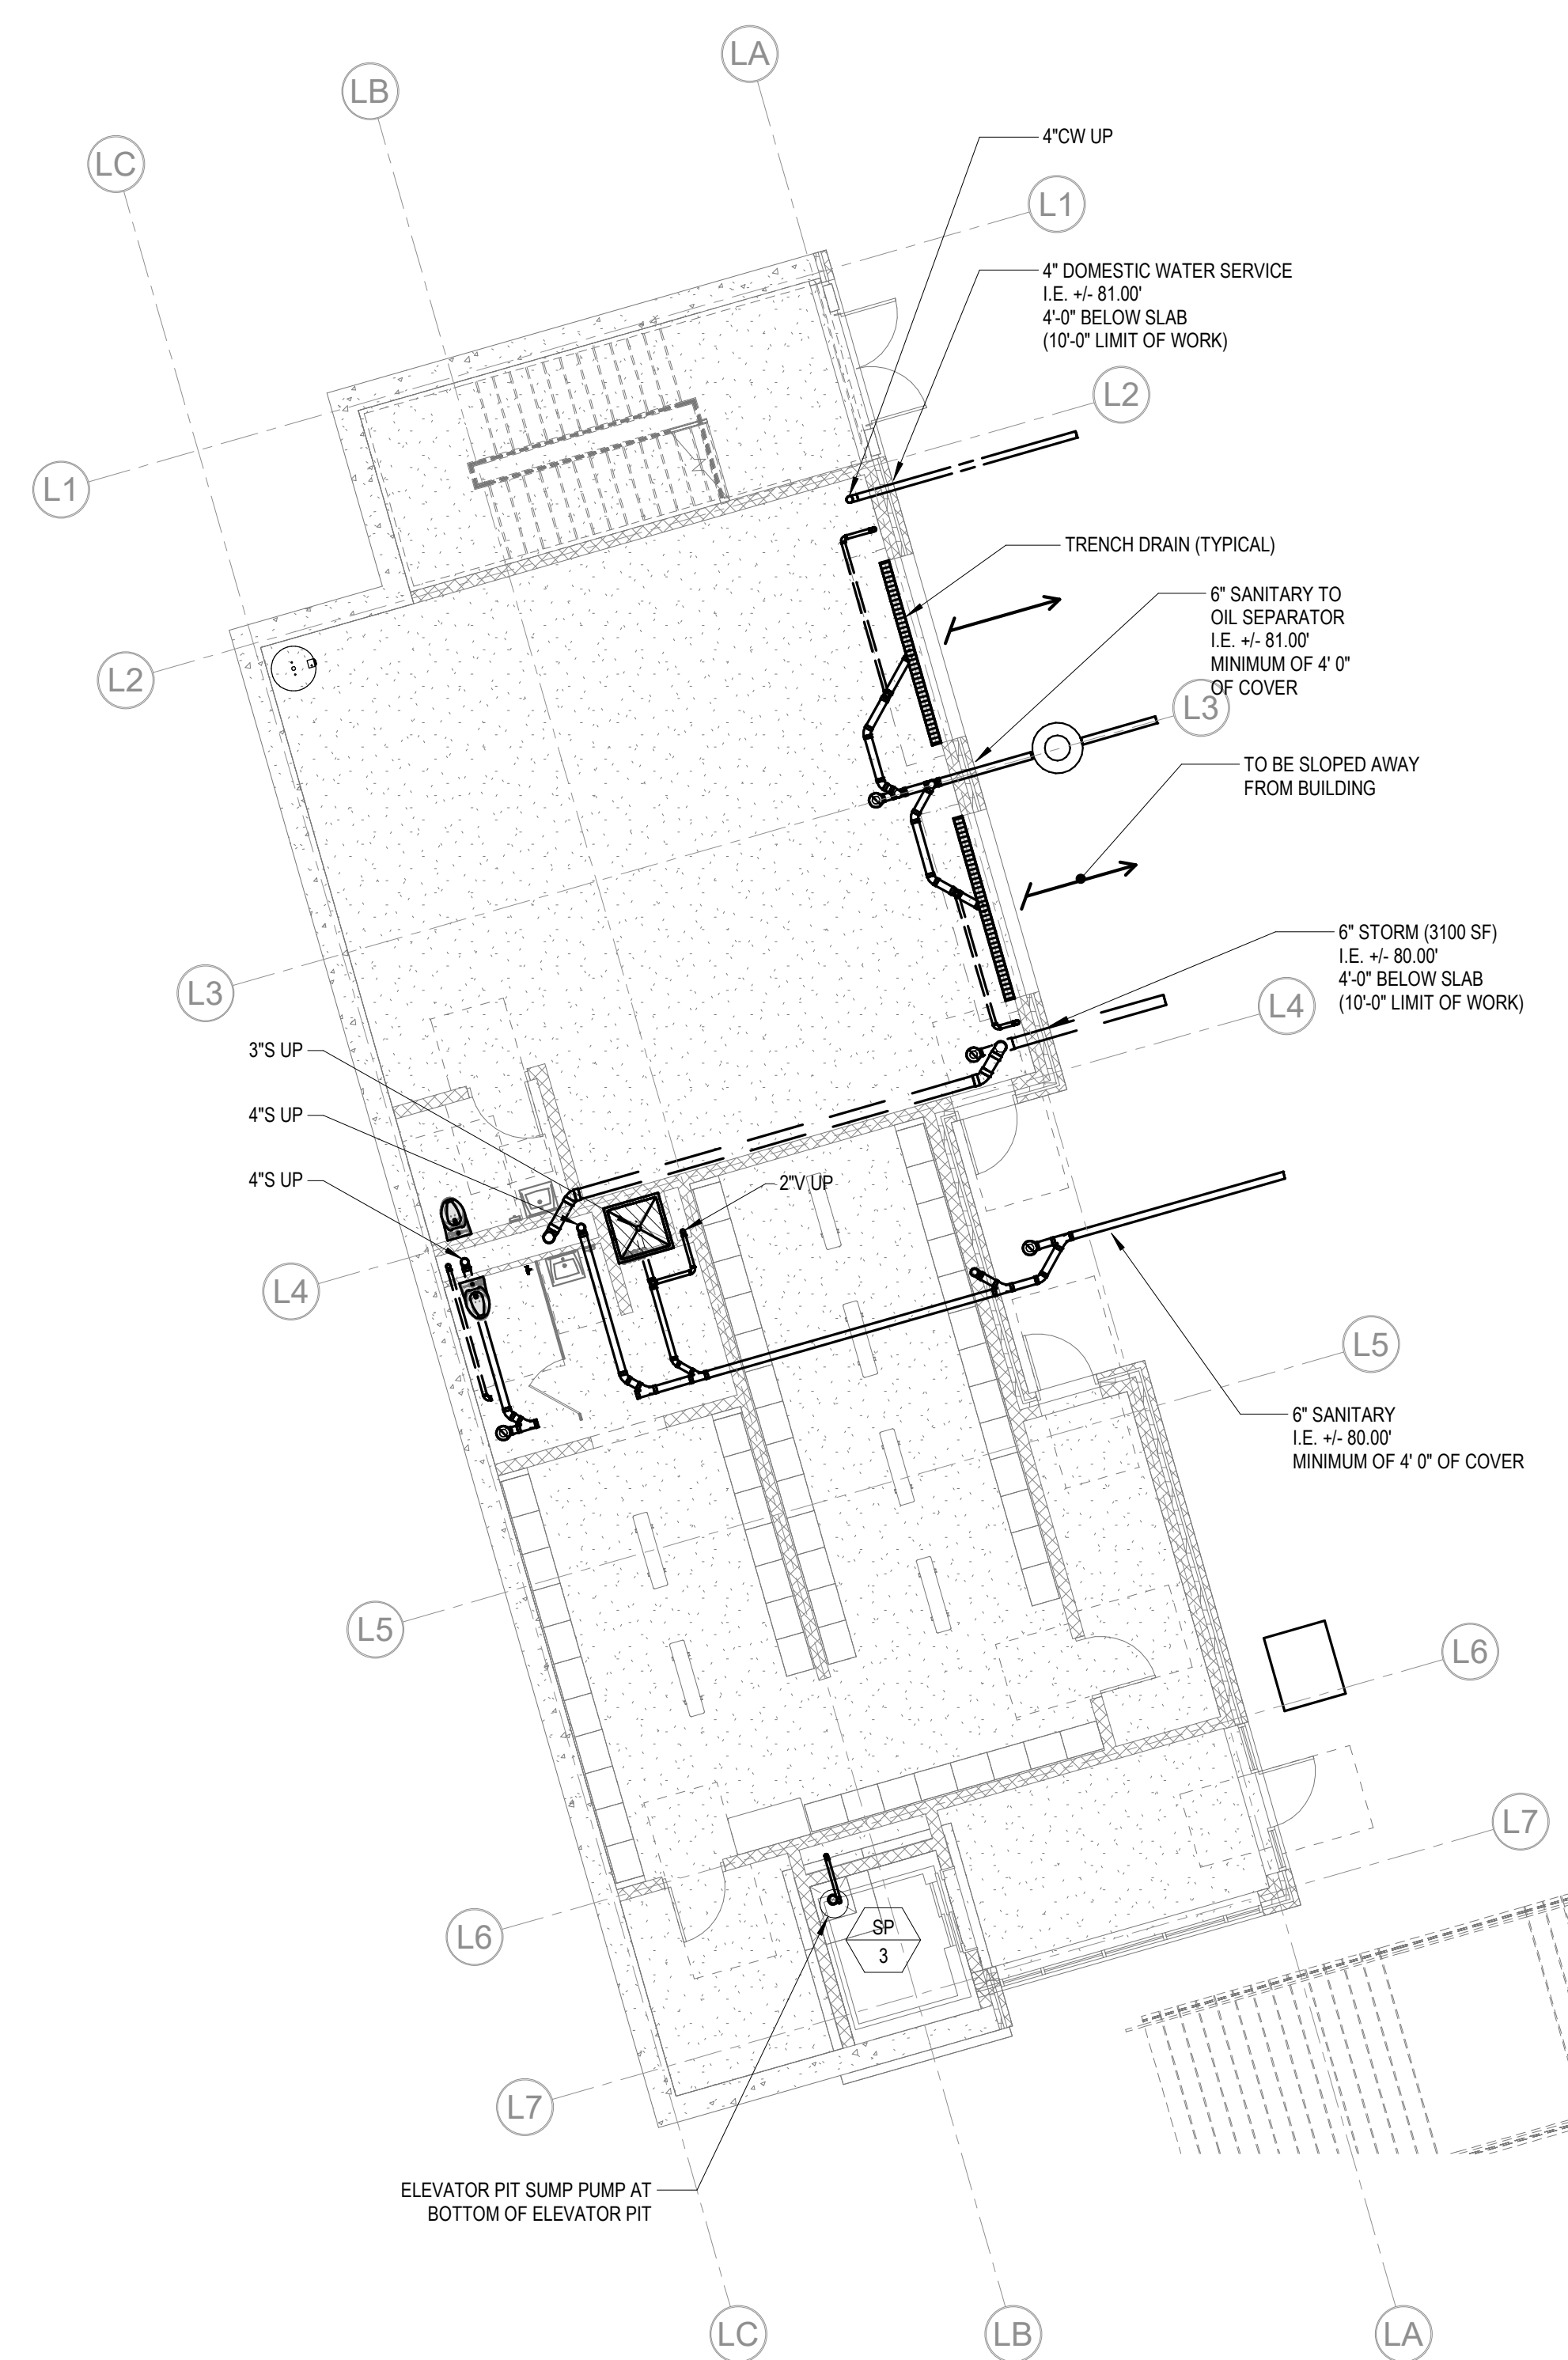 LA
LB
LC
4"CW UP
L1
4" DOMESTIC WATER SERVICE
I.E. +/- 81.00'
4'-0" BELOW SLAB
(10'-0" LIMIT OF WORK)
L2
L1
TRENCH DRAIN (TYPICAL)
6" SANITARY TO
OIL SEPARATOR
I.E. +/- 81.00'
MINIMUM OF 4' 0"
OF COVER
L2
L3
TO BE SLOPED AWAY
FROM BUILDING
6" STORM (3100 SF)
I.E. +/- 80.00'
4'-0" BELOW SLAB
(10'-0" LIMIT OF WORK)
L3
L4
3"S UP
4"S UP
4"S UP
2"V UP
L4
L5
6" SANITARY
I.E. +/- 80.00'
MINIMUM OF 4' 0" OF COVER
L5
L6
L7
L6
SP
3
L7
ELEVATOR PIT SUMP PUMP AT
BOTTOM OF ELEVATOR PIT
LC
LB
LA